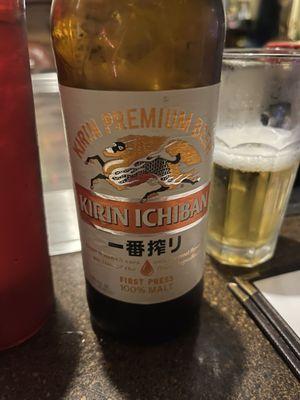 KIRIN PREMIUM BEER
KIRIN ICHIBAN
一番搾り
FIRST PRESS
100% MALT